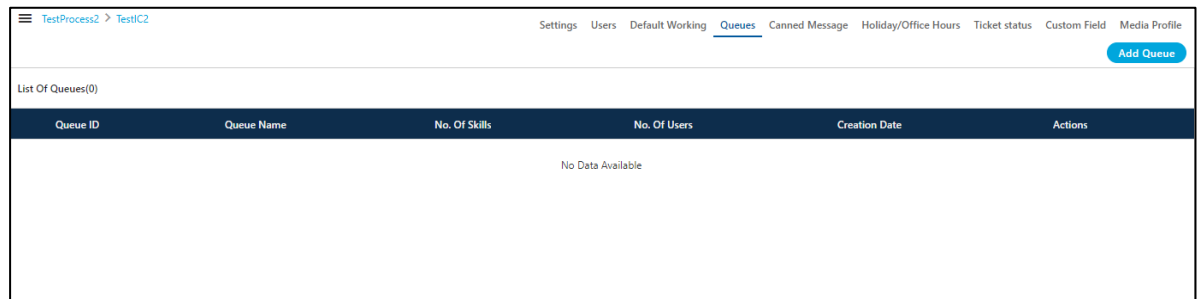 TestProcess2 > TestIC2
Settings Users Default Working Queues Canned Message Holiday/Office Hours Ticket status Custom Field Media Profile
Add Queue
List Of Queues(0)
Queue ID Queue Name No. Of Skills No. Of Users Creation Date Actions
No Data Available